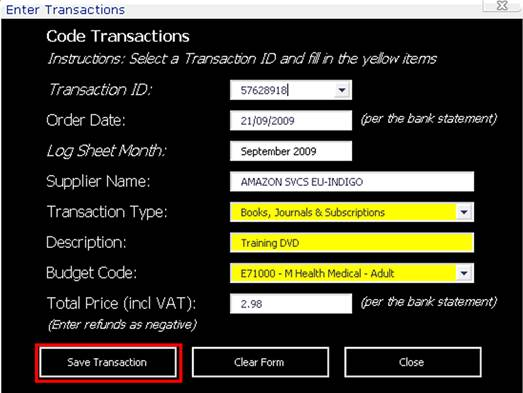 Enter Transactions
Code Transactions
Instructions: Select a Transaction ID and fill in the yellow items
Transaction ID: 57628918
Order Date: 21/09/2009 (per the bank statement)
Log Sheet Month: September 2009
Supplier Name: AMAZON SVCS EU-INDIGO
Transaction Type: Books, Journals & Subscriptions
Description: Training DVD
Budget Code: E71000 - M Health Medical - Adult
Total Price (incl VAT): 2.98 (per the bank statement)
(Enter refunds as negative)
Save Transaction Clear Form Close